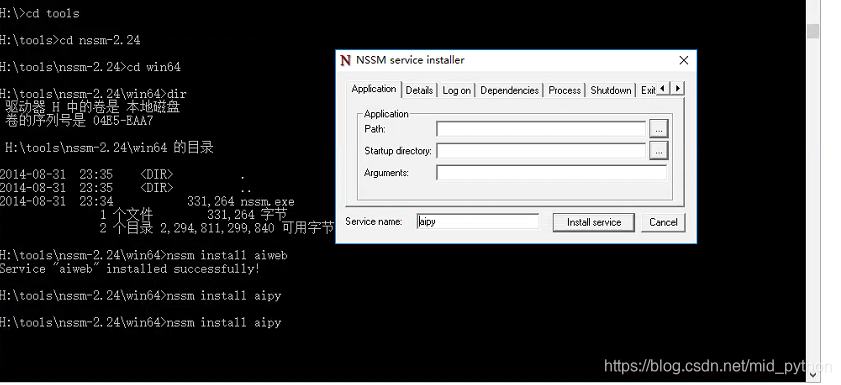 H:\>cd tools
H:\tools>cd nssm-2.24
H:\tools\nssm-2.24>cd win64
H:\tools\nssm-2.24\win64>dir
驱动器 H 中的卷是 本地磁盘
卷的序列号是 04E5-EAA7
H:\tools\nssm-2.24\win64 的目录
2014-08-31  23:35    <DIR>          .
2014-08-31  23:35    <DIR>          ..
2014-08-31  23:34           331,264 nssm.exe
1 个文件        331,264 字节
2 个目录 2,294,811,299,840 可用字节
H:\tools\nssm-2.24\win64>nssm install aiweb
Service "aiweb" installed successfully!
H:\tools\nssm-2.24\win64>nssm install aipy
H:\tools\nssm-2.24\win64>nssm install aipy
N NSSM service installer
Application Details Log on Dependencies Process Shutdown Exit
Application
Path: ...
Startup directory: ...
Arguments:
Service name: aipy Install service Cancel
https://blog.csdn.net/mid_python